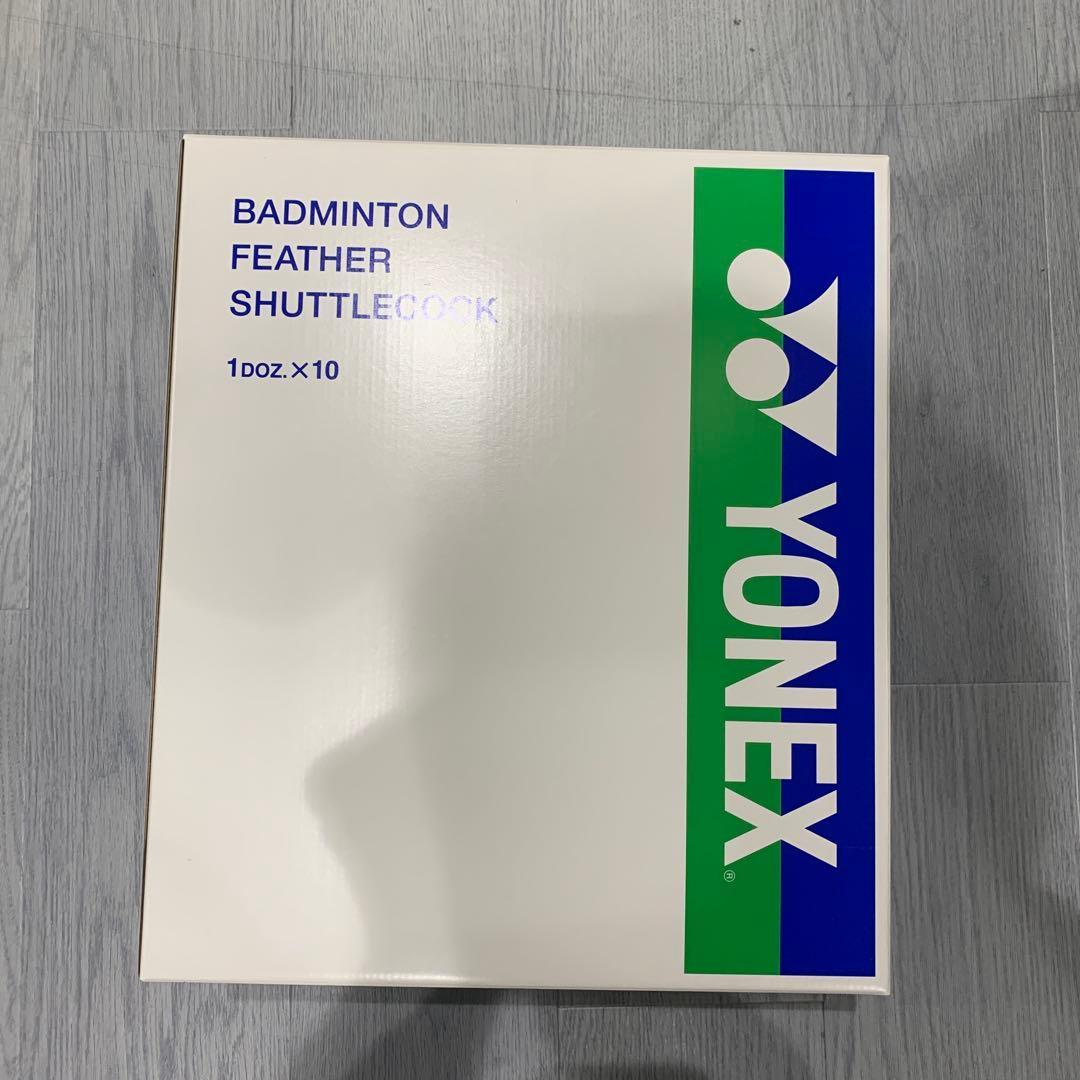 BADMINTON
FEATHER
SHUTTLECOCK
1DOZ.×10
YONEX®